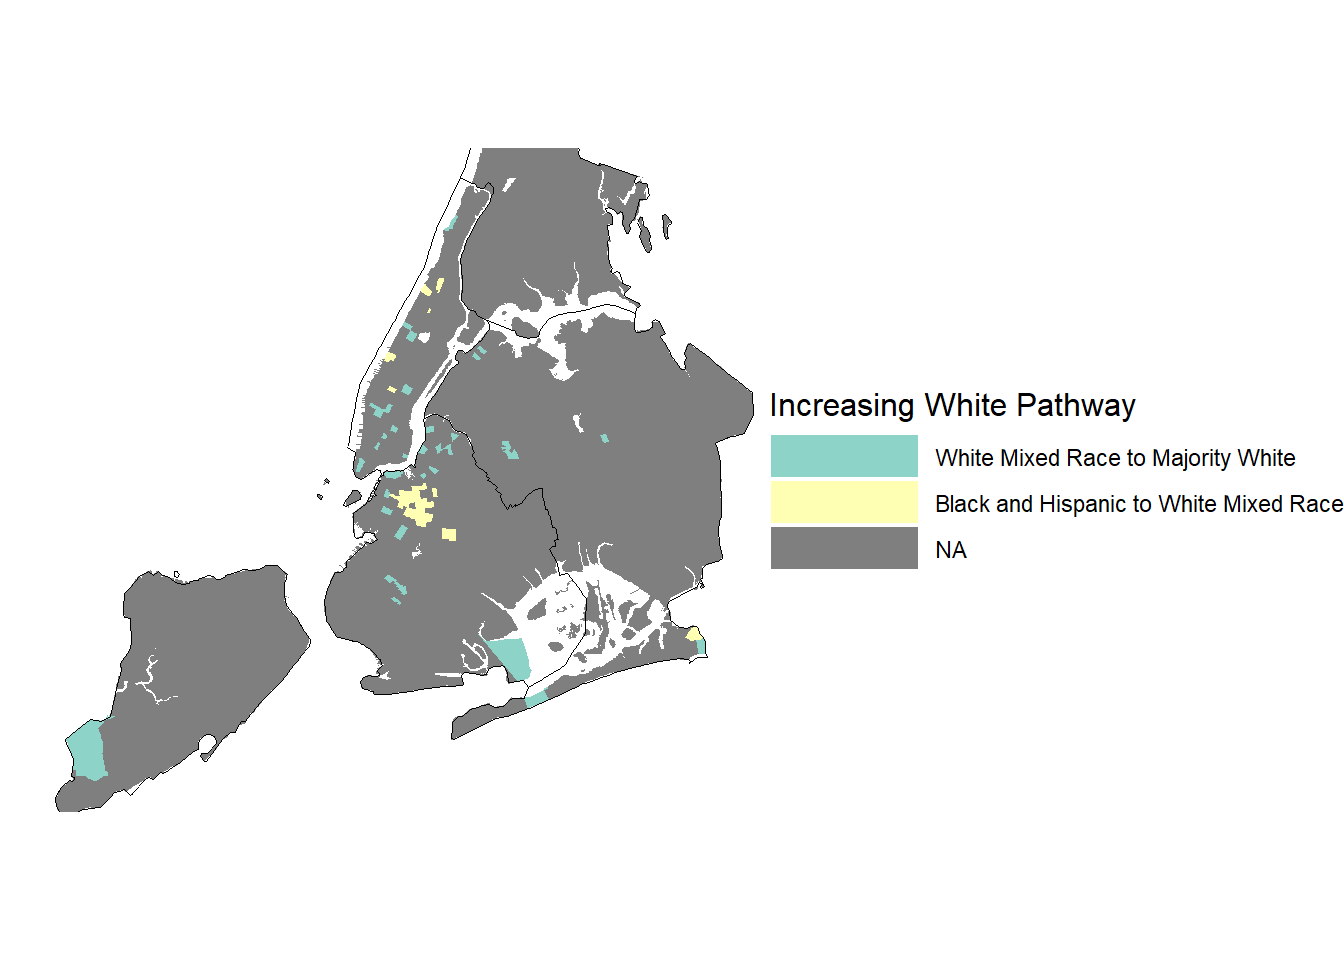 Increasing White Pathway
White Mixed Race to Majority White
Black and Hispanic to White Mixed Race
NA